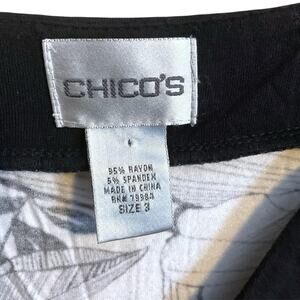 CHICO'S
95% RAYON
5% SPANDEX
MADE IN CHINA
RN# 79984
SIZE 3